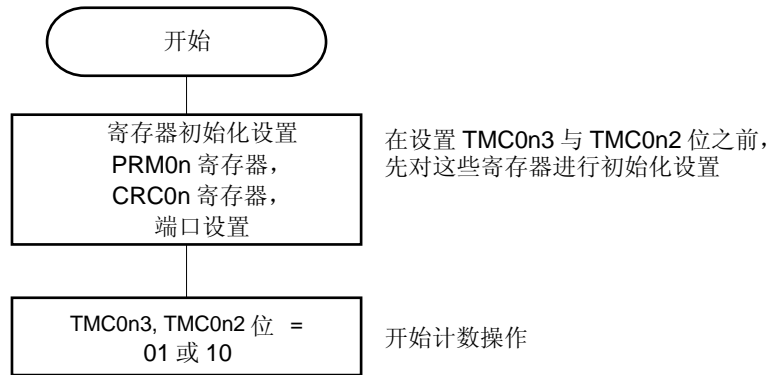 开始
寄存器初始化设置
PRM0n 寄存器，
CRC0n 寄存器，
端口设置
在设置 TMC0n3 与 TMC0n2 位之前，
先对这些寄存器进行初始化设置
TMC0n3, TMC0n2 位 =
01 或 10
开始计数操作